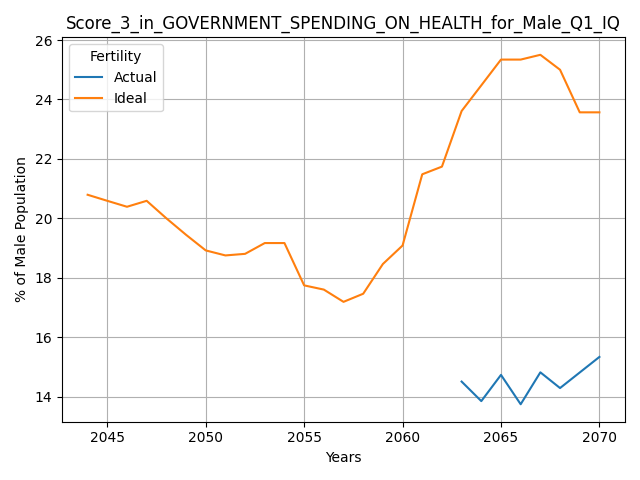 Score_3_in_GOVERNMENT_SPENDING_ON_HEALTH_for_Male_Q1_IQ
Fertility
Actual
Ideal
% of Male Population
26
24
22
20
18
16
14
2045 2050 2055 2060 2065 2070
Years